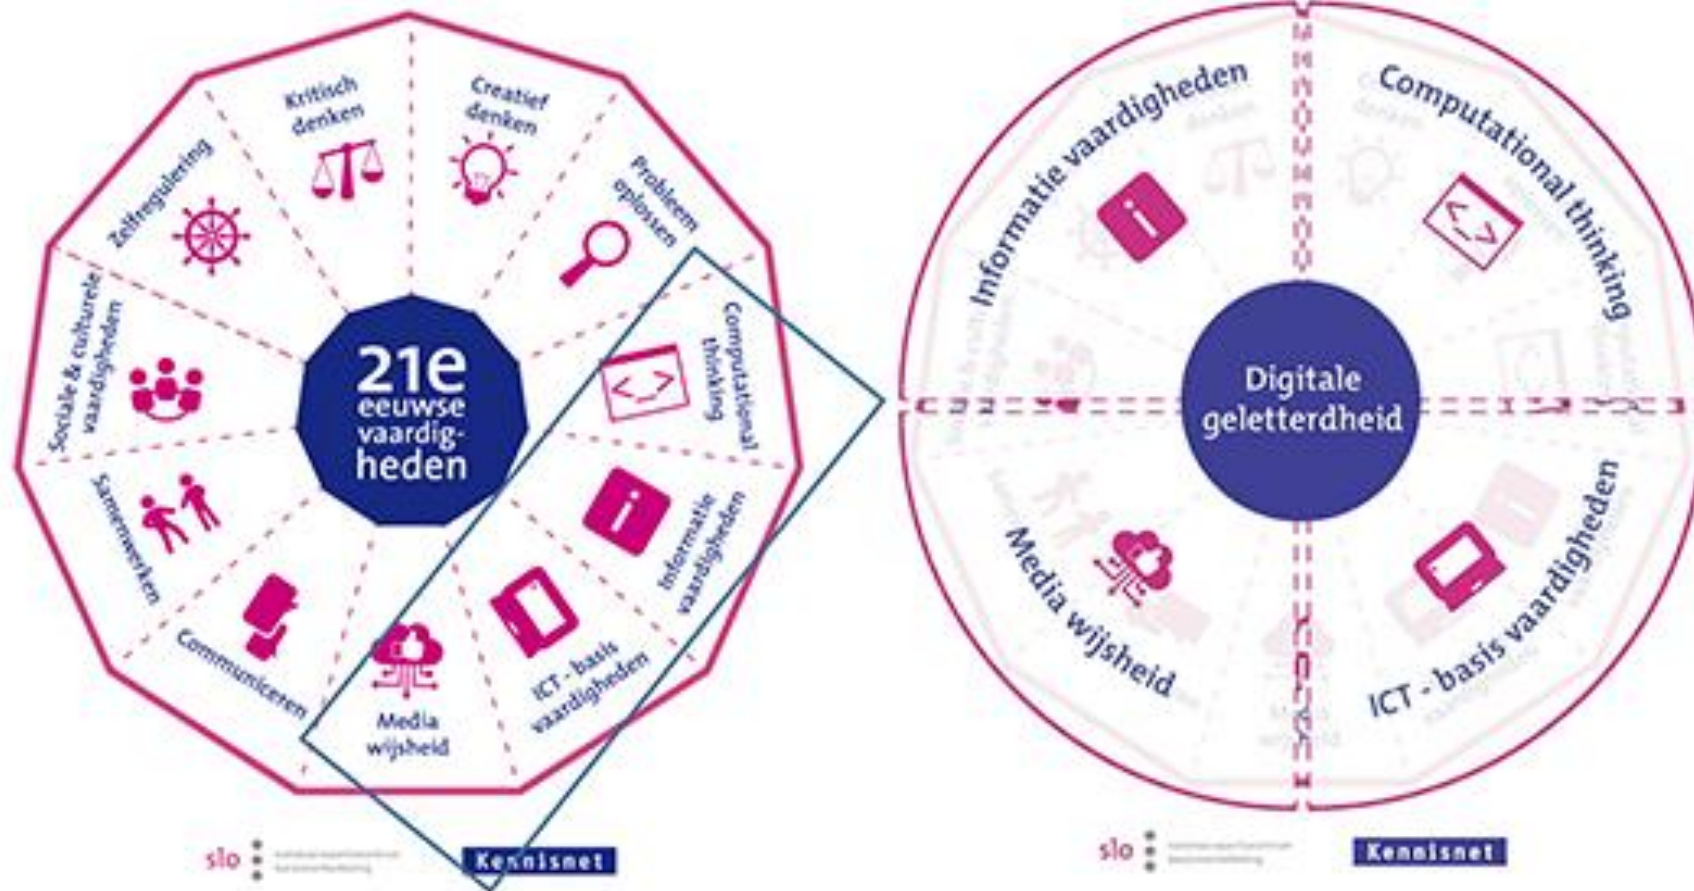 Kritisch
denken
Creatief
denken
Probleem
oplossen
Computational
thinking
Informatie
vaardigheden
ICT - basis
vaardigheden
Media
wijsheid
Communiceren
Samenwerken
Sociale & culturele
vaardigheden
Zelfregulering
21e
eeuwse
vaardig-
heden
slo
Kennisnet
Informatie vaardigheden
Computational thinking
ICT - basis vaardigheden
Media wijsheid
Digitale
geletterdheid
slo
Kennisnet